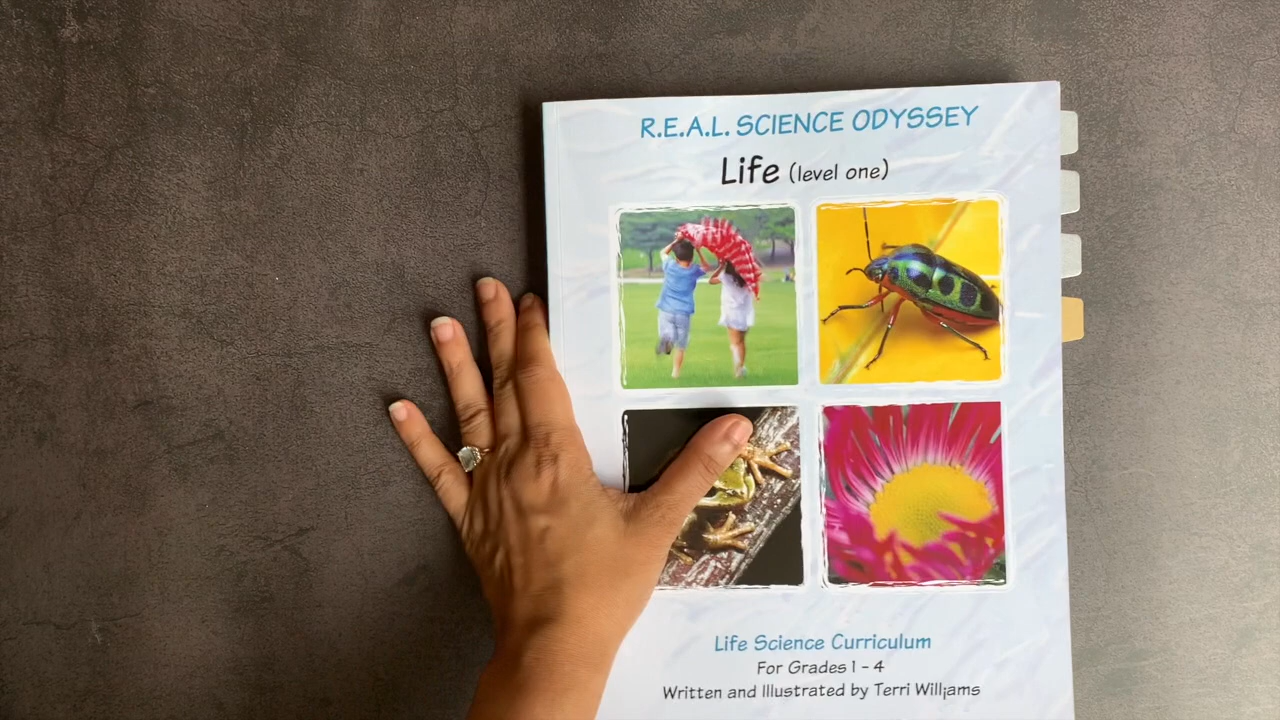 R.E.A.L. SCIENCE ODYSSEY
Life (level one)
Life Science Curriculum
For Grades 1 - 4
Written and Illustrated by Terri Williams